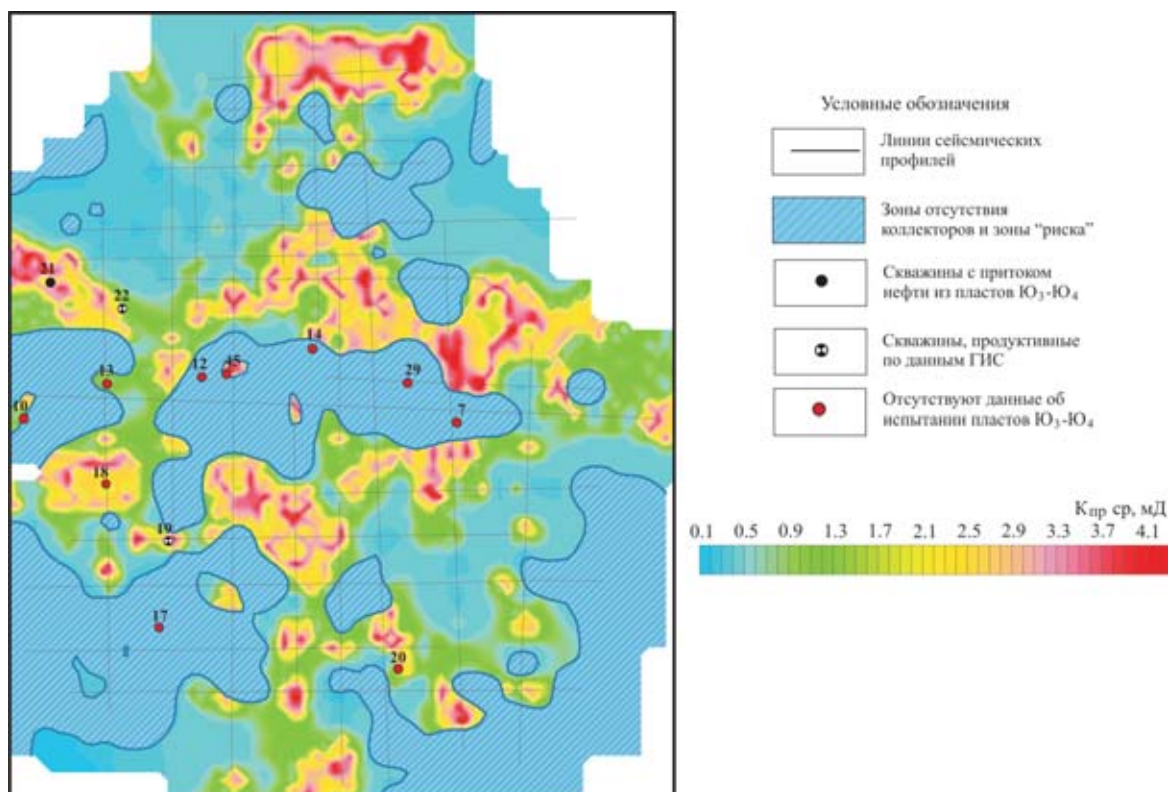 21
22
14
13
12
45
29
10
7
18
19
17
20
Условные обозначения
Линии сейсмических
профилей
Зоны отсутствия
коллекторов и зоны “риска”
Скважины с притоком
нефти из пластов Ю₃-Ю₄
Скважины, продуктивные
по данным ГИС
Отсутствуют данные об
испытании пластов Ю₃-Ю₄
Kпр ср, мД
0.1 0.5 0.9 1.3 1.7 2.1 2.5 2.9 3.3 3.7 4.1